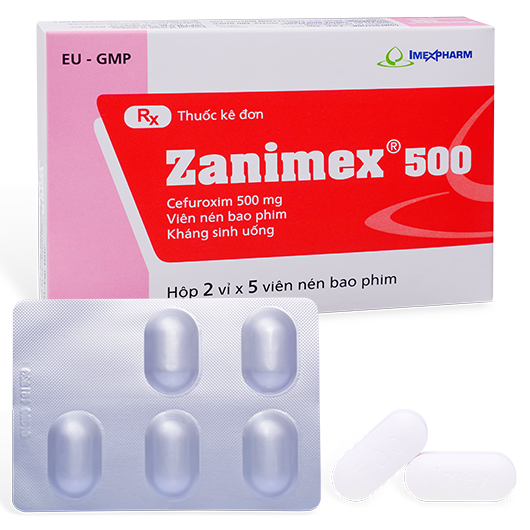 EU - GMP
IMEXPHARM
Rx Thuốc kê đơn
Zanimex® 500
Cefuroxim 500 mg
Viên nén bao phim
Kháng sinh uống
Hộp 2 vỉ x 5 viên nén bao phim